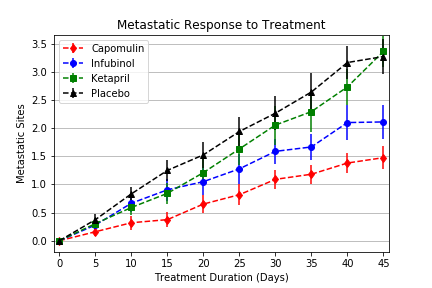 Metastatic Response to Treatment
Capomulin
Infubinol
Ketapril
Placebo
Metastatic Sites
3.5
3.0
2.5
2.0
1.5
1.0
0.5
0.0
0 5 10 15 20 25 30 35 40 45
Treatment Duration (Days)